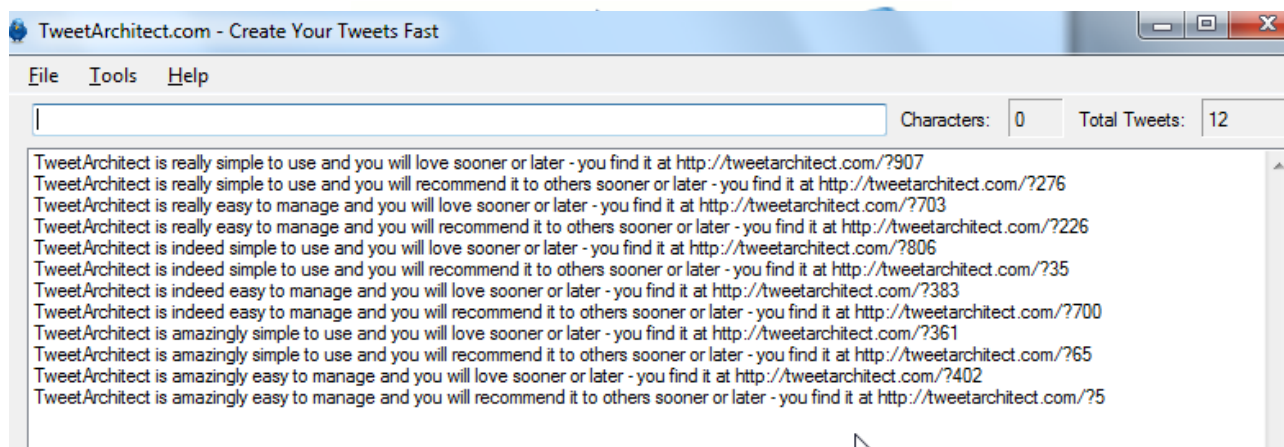 TweetArchitect.com - Create Your Tweets Fast
File Tools Help
Characters: 0 Total Tweets: 12
TweetArchitect is really simple to use and you will love sooner or later - you find it at http://tweetarchitect.com/?907
TweetArchitect is really simple to use and you will recommend it to others sooner or later - you find it at http://tweetarchitect.com/?276
TweetArchitect is really easy to manage and you will love sooner or later - you find it at http://tweetarchitect.com/?703
TweetArchitect is really easy to manage and you will recommend it to others sooner or later - you find it at http://tweetarchitect.com/?226
TweetArchitect is indeed simple to use and you will love sooner or later - you find it at http://tweetarchitect.com/?806
TweetArchitect is indeed simple to use and you will recommend it to others sooner or later - you find it at http://tweetarchitect.com/?35
TweetArchitect is indeed easy to manage and you will love sooner or later - you find it at http://tweetarchitect.com/?383
TweetArchitect is indeed easy to manage and you will recommend it to others sooner or later - you find it at http://tweetarchitect.com/?700
TweetArchitect is amazingly simple to use and you will love sooner or later - you find it at http://tweetarchitect.com/?361
TweetArchitect is amazingly simple to use and you will recommend it to others sooner or later - you find it at http://tweetarchitect.com/?65
TweetArchitect is amazingly easy to manage and you will love sooner or later - you find it at http://tweetarchitect.com/?402
TweetArchitect is amazingly easy to manage and you will recommend it to others sooner or later - you find it at http://tweetarchitect.com/?5